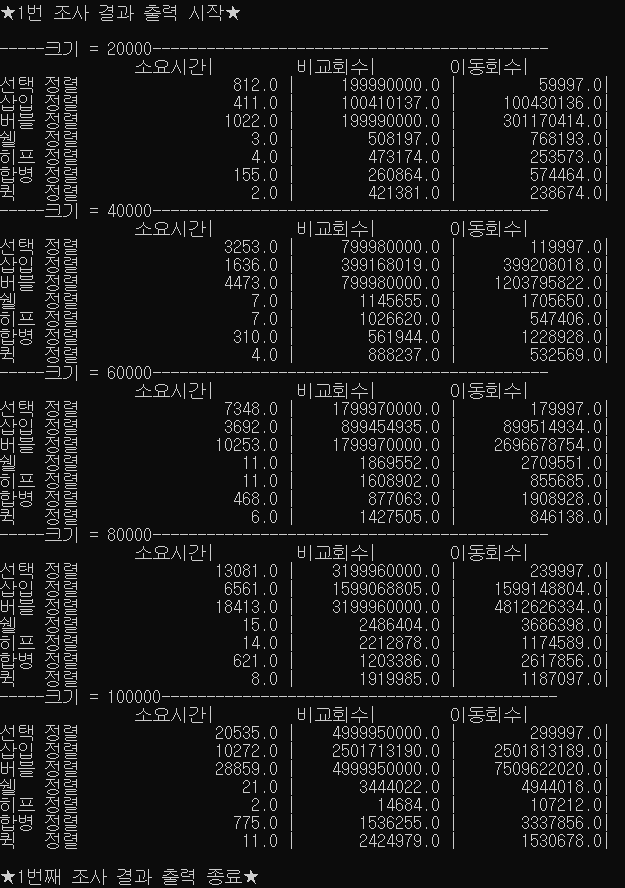 ★1번 조사 결과 출력 시작★
-----크기 = 20000--------------------------------------------
소요시간| 비교회수| 이동회수|
선택 정렬 812.0 | 199990000.0 | 59997.0|
삽입 정렬 411.0 | 100410137.0 | 100430136.0|
버블 정렬 1022.0 | 199990000.0 | 301170414.0|
쉘 정렬 3.0 | 508197.0 | 768193.0|
히프 정렬 4.0 | 473174.0 | 253573.0|
합병 정렬 155.0 | 260864.0 | 574464.0|
퀵 정렬 2.0 | 421381.0 | 238674.0|
-----크기 = 40000--------------------------------------------
소요시간| 비교회수| 이동회수|
선택 정렬 3253.0 | 799980000.0 | 119997.0|
삽입 정렬 1636.0 | 399168019.0 | 399208018.0|
버블 정렬 4473.0 | 799980000.0 | 1203795822.0|
쉘 정렬 7.0 | 1145655.0 | 1705650.0|
히프 정렬 7.0 | 1026620.0 | 547406.0|
합병 정렬 310.0 | 561944.0 | 1228928.0|
퀵 정렬 4.0 | 888237.0 | 532569.0|
-----크기 = 60000--------------------------------------------
소요시간| 비교회수| 이동회수|
선택 정렬 7348.0 | 1799970000.0 | 179997.0|
삽입 정렬 3692.0 | 899454935.0 | 899514934.0|
버블 정렬 10253.0 | 1799970000.0 | 2696678754.0|
쉘 정렬 11.0 | 1869552.0 | 2709551.0|
히프 정렬 11.0 | 1608902.0 | 855685.0|
합병 정렬 468.0 | 877063.0 | 1908928.0|
퀵 정렬 6.0 | 1427505.0 | 846138.0|
-----크기 = 80000--------------------------------------------
소요시간| 비교회수| 이동회수|
선택 정렬 13081.0 | 3199960000.0 | 239997.0|
삽입 정렬 6561.0 | 1599068805.0 | 1599148804.0|
버블 정렬 18413.0 | 3199960000.0 | 4812626334.0|
쉘 정렬 15.0 | 2486404.0 | 3686398.0|
히프 정렬 14.0 | 2212878.0 | 1174589.0|
합병 정렬 621.0 | 1203386.0 | 2617856.0|
퀵 정렬 8.0 | 1919985.0 | 1187097.0|
-----크기 = 100000--------------------------------------------
소요시간| 비교회수| 이동회수|
선택 정렬 20535.0 | 4999950000.0 | 299997.0|
삽입 정렬 10272.0 | 2501713190.0 | 2501813189.0|
버블 정렬 28859.0 | 4999950000.0 | 7509622020.0|
쉘 정렬 21.0 | 3444022.0 | 4944018.0|
히프 정렬 2.0 | 14684.0 | 107212.0|
합병 정렬 775.0 | 1536255.0 | 3337856.0|
퀵 정렬 11.0 | 2424979.0 | 1530678.0|
★1번째 조사 결과 출력 종료★